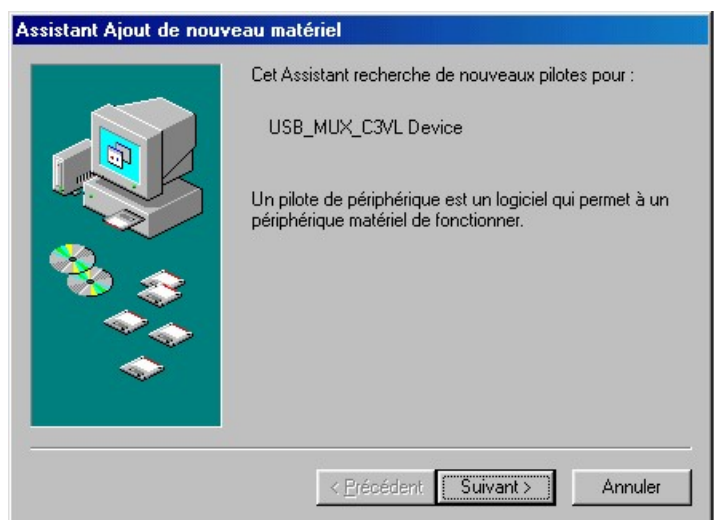 Assistant Ajout de nouveau matériel
Cet Assistant recherche de nouveaux pilotes pour :
USB_MUX_C3VL Device
Un pilote de périphérique est un logiciel qui permet à un
périphérique matériel de fonctionner.
< Précédent
Suivant >
Annuler